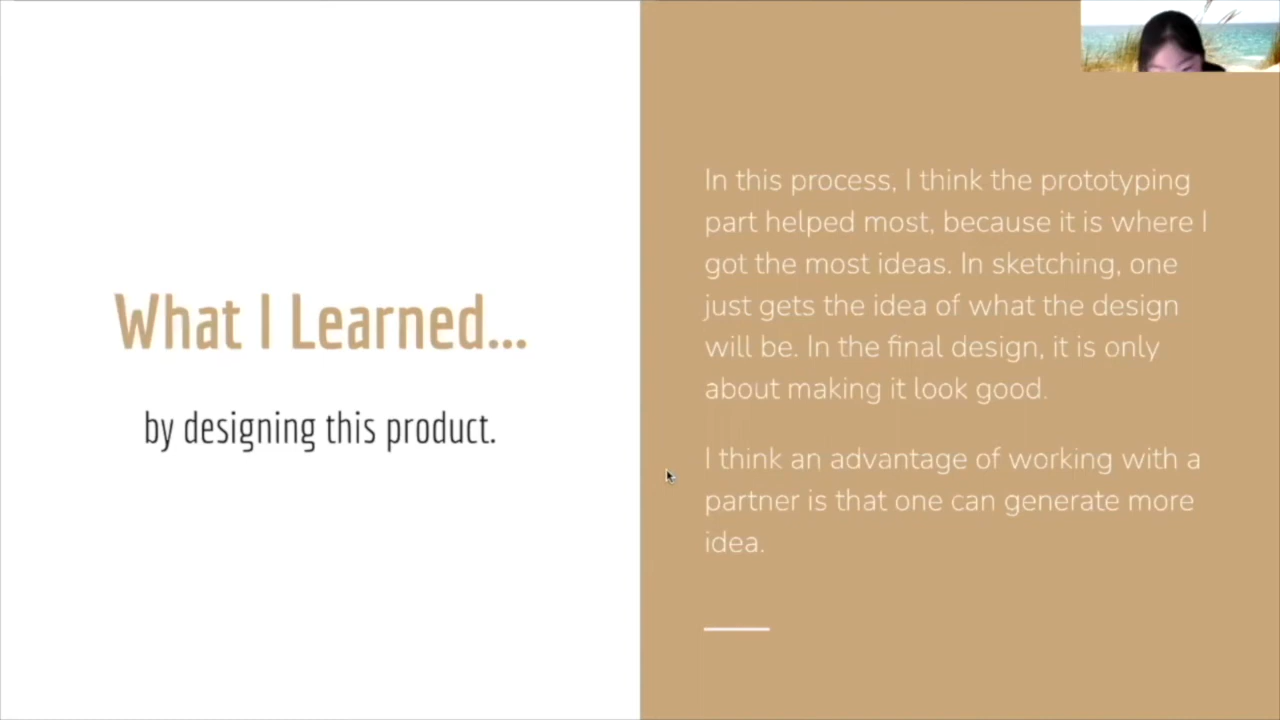 What I Learned...
by designing this product.
In this process, I think the prototyping
part helped most, because it is where I
got the most ideas. In sketching, one
just gets the idea of what the design
will be. In the final design, it is only
about making it look good.
I think an advantage of working with a
partner is that one can generate more
idea.